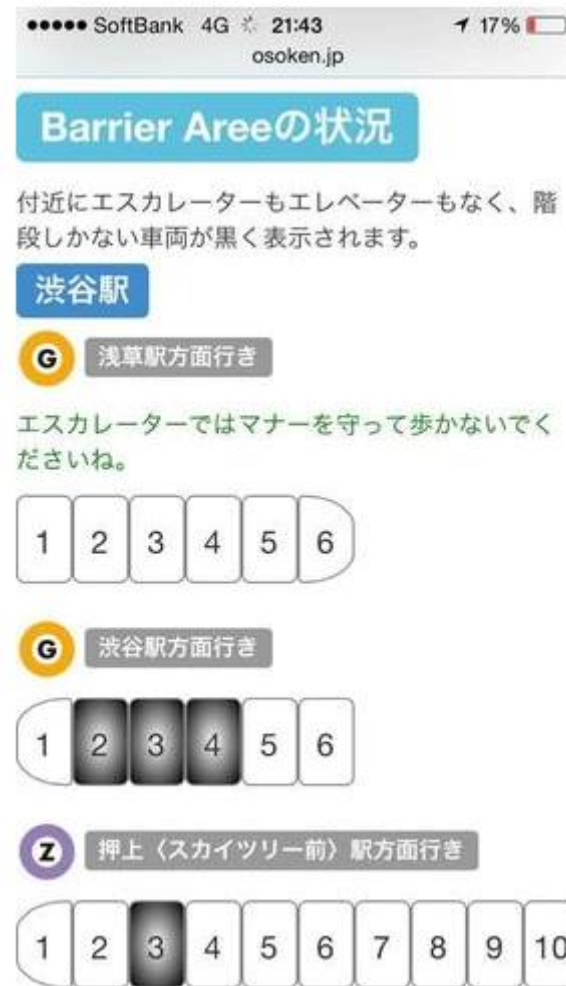 SoftBank 4G 21:43 17%
osoken.jp
Barrier Areeの状況
付近にエスカレーターもエレベーターもなく、階
段しかない車両が黒く表示されます。
渋谷駅
G 浅草駅方面行き
エスカレーターではマナーを守って歩かないでく
ださいね。
1 2 3 4 5 6
G 渋谷駅方面行き
1 2 3 4 5 6
Z 押上〈スカイツリー前〉駅方面行き
1 2 3 4 5 6 7 8 9 10